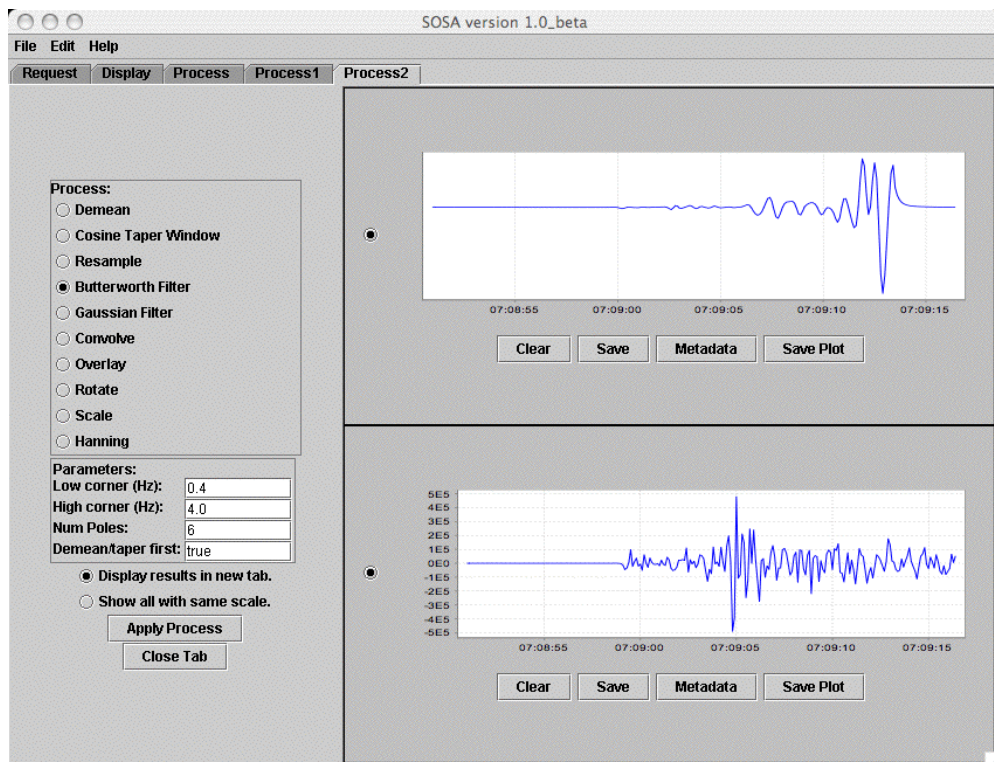 SOSA version 1.0_beta
File Edit Help
Request Display Process Process1 Process2
Process:
Demean
Cosine Taper Window
Resample
Butterworth Filter
Gaussian Filter
Convolve
Overlay
Rotate
Scale
Hanning
Parameters:
Low corner (Hz): 0.4
High corner (Hz): 4.0
Num Poles: 6
Demean/taper first: true
Display results in new tab.
Show all with same scale.
Apply Process
Close Tab
07:08:55 07:09:00 07:09:05 07:09:10 07:09:15
Clear Save Metadata Save Plot
5E5
4E5
3E5
2E5
1E5
0E0
-1E5
-2E5
-3E5
-4E5
-5E5
07:08:55 07:09:00 07:09:05 07:09:10 07:09:15
Clear Save Metadata Save Plot